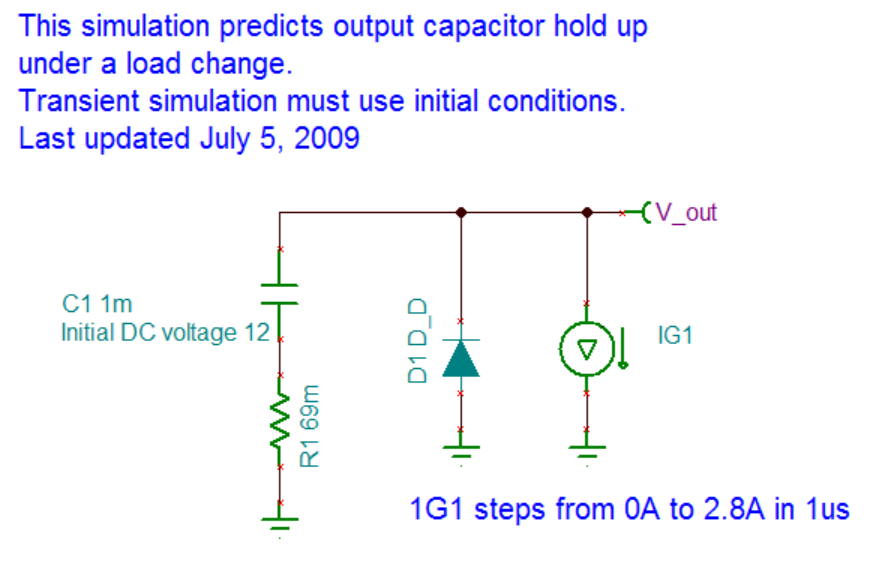 This simulation predicts output capacitor hold up
under a load change.
Transient simulation must use initial conditions.
Last updated July 5, 2009
V_out
C1 1m
Initial DC voltage 12
D1 D_D
IG1
R1 69m
1G1 steps from 0A to 2.8A in 1us